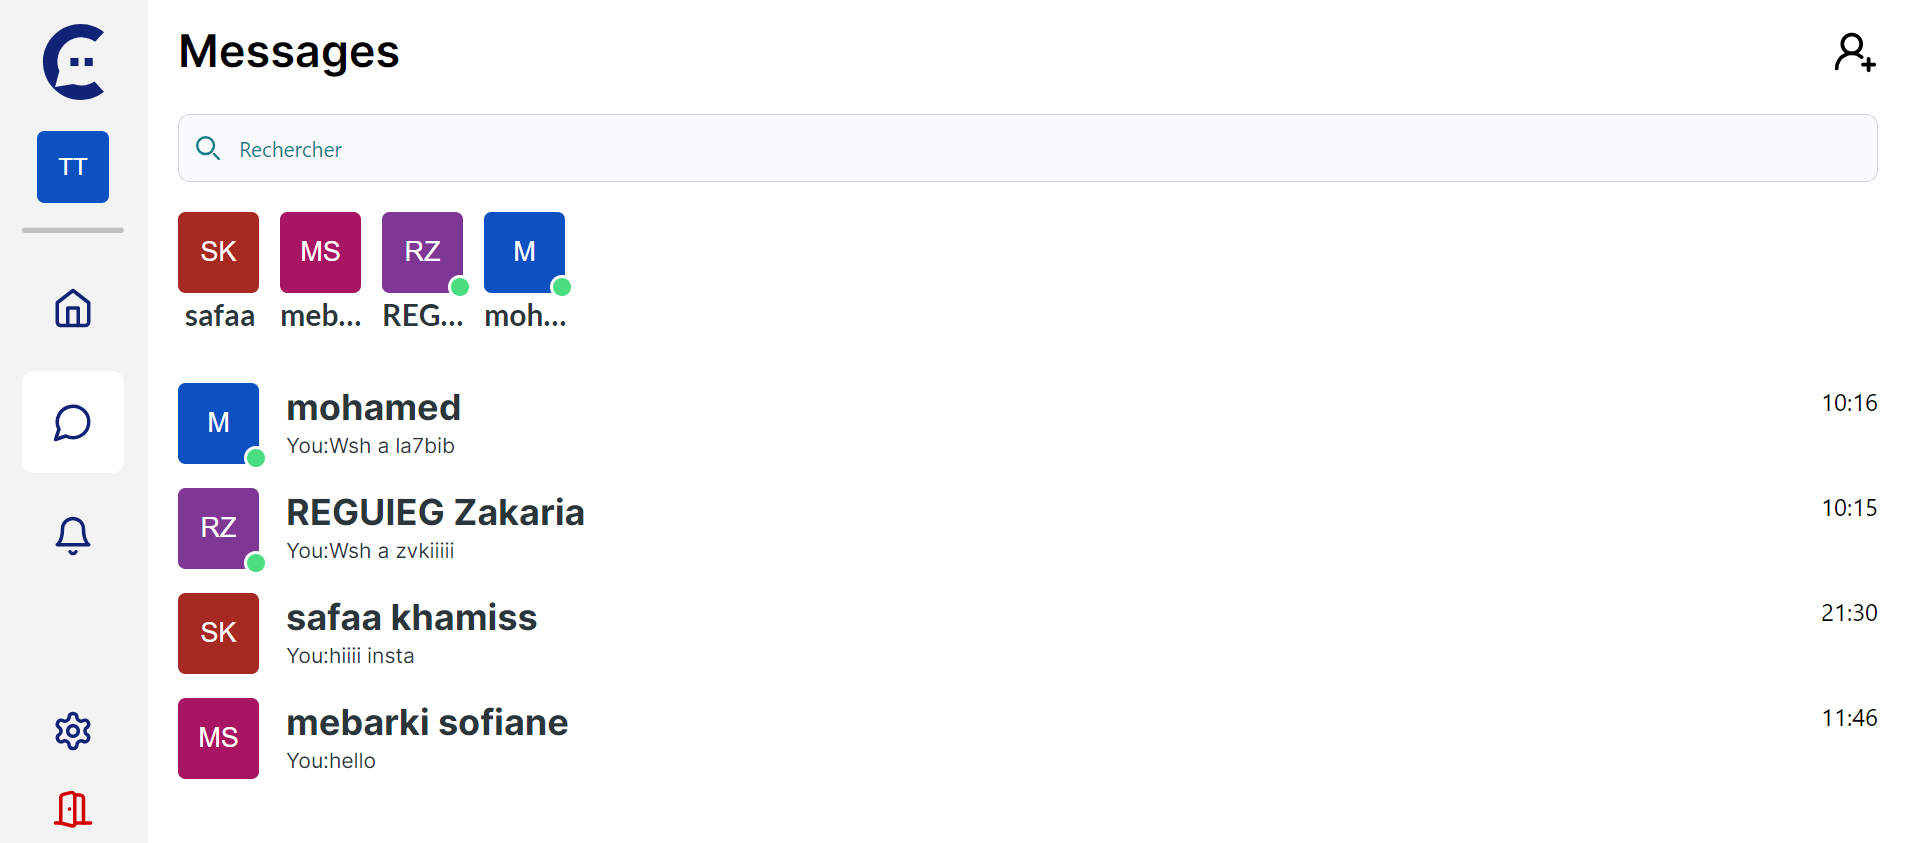 Messages
TT
Rechercher
SK
MS
RZ
M
safaa
meb...
REG...
moh...
M
mohamed
10:16
You:Wsh a la7bib
RZ
REGUIEG Zakaria
10:15
You:Wsh a zvkiiiii
SK
safaa khamiss
21:30
You:hiiii insta
MS
mebarki sofiane
11:46
You:hello